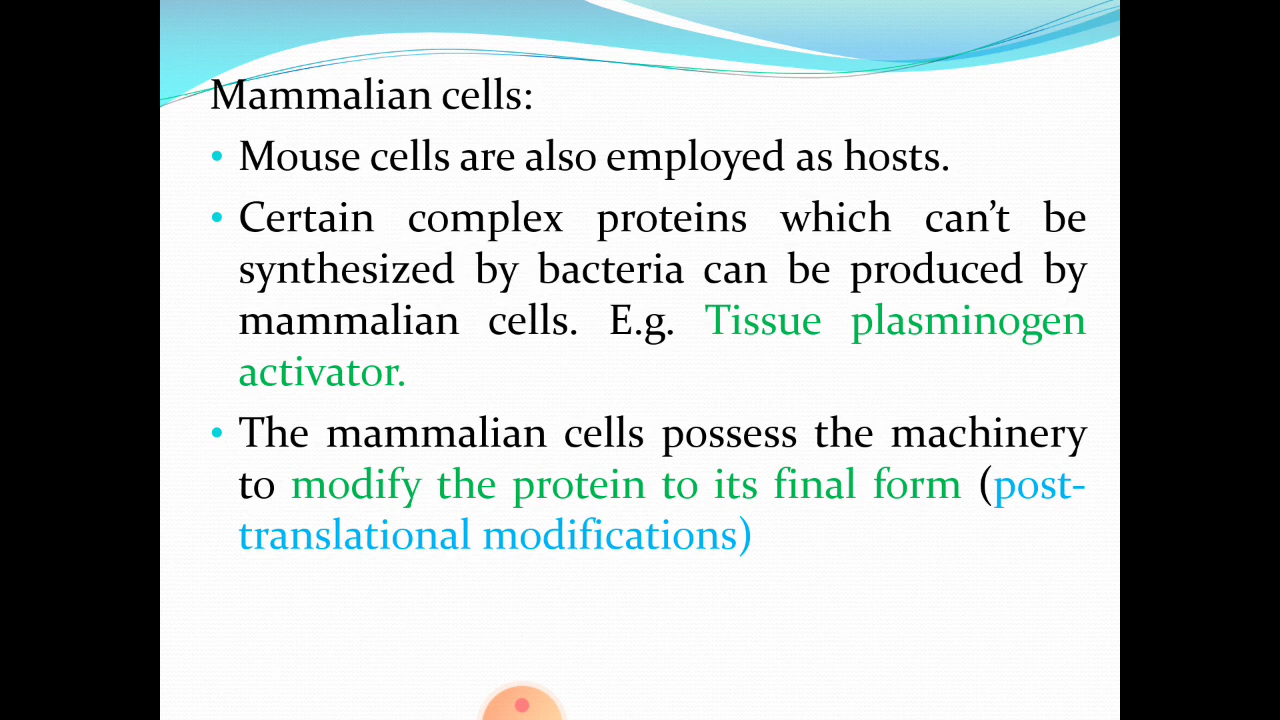 Mammalian cells:
• Mouse cells are also employed as hosts.
• Certain complex proteins which can’t be
synthesized by bacteria can be produced by
mammalian cells. E.g. Tissue plasminogen
activator.
• The mammalian cells possess the machinery
to modify the protein to its final form (post-
translational modifications)